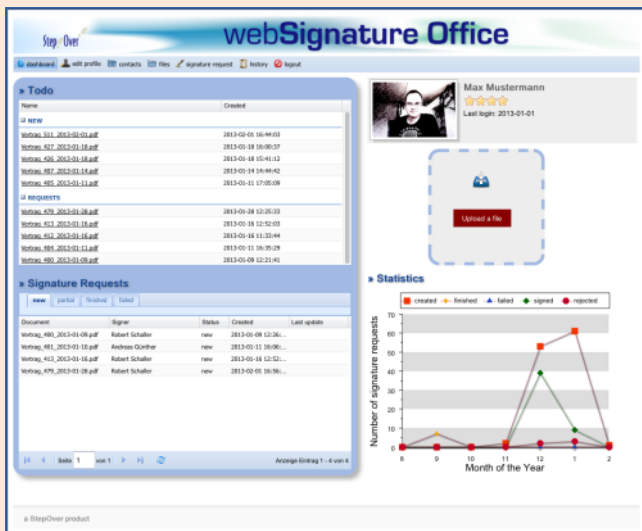 Step Over
webSignature Office
dashboard edit profile contacts files signature request history logout
» Todo
Name Created
NEW
Vertrag_511_2013-02-01.pdf 2013-02-01 16:44:03
Vertrag_427_2013-01-18.pdf 2013-01-18 16:00:37
Vertrag_426_2013-01-18.pdf 2013-01-18 15:41:12
Vertrag_407_2013-01-14.pdf 2013-01-14 14:44:42
Vertrag_405_2013-01-11.pdf 2013-01-11 17:05:09
REQUESTS
Vertrag_479_2013-01-28.pdf 2013-01-28 12:25:33
Vertrag_413_2013-01-16.pdf 2013-01-16 12:52:03
Vertrag_412_2013-01-16.pdf 2013-01-16 11:33:44
Vertrag_404_2013-01-11.pdf 2013-01-11 16:35:29
Vertrag_400_2013-01-09.pdf 2013-01-09 12:21:41
» Signature Requests
new partial finished failed
Document Signer Status Created Last update
Vertrag_400_2013-01-09.pdf Robert Schaller new 2013-01-09 12:26:...
Vertrag_401_2013-01-10.pdf Andreas Günther new 2013-01-11 16:06:...
Vertrag_413_2013-01-16.pdf Robert Schaller new 2013-01-16 12:52:...
Vertrag_479_2013-01-28.pdf Robert Schaller new 2013-02-01 16:56:...
Seite 1 von 1 Anzeige Eintrag 1 - 4 von 4
Max Mustermann
Last login: 2013-01-01
Upload a file
» Statistics
created finished failed signed rejected
Number of signature requests
70
60
50
40
30
20
10
0
8 9 10 11 12 1 2
Month of the Year
a StepOver product